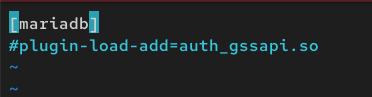 [mariadb]
#plugin-load-add=auth_gssapi.so
~
~